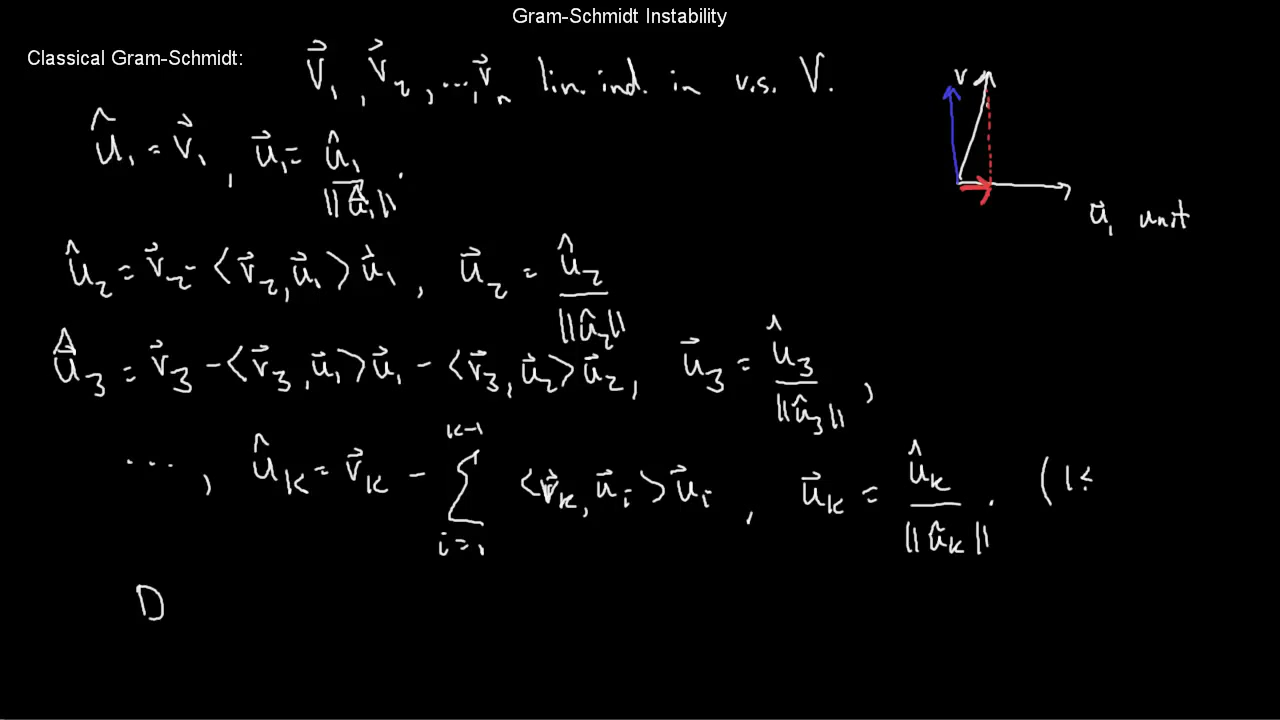 Gram-Schmidt Instability
Classical Gram-Schmidt: v⃗₁, v⃗₂, ..., v⃗ₙ lin. ind. in v.s. V.
û₁ = v⃗₁, u⃗₁ = û₁ / ||û₁||.
v
u⃗₁ unit
û₂ = v⃗₂ - <v⃗₂, u⃗₁> u⃗₁, u⃗₂ = û₂ / ||û₂||
û₃ = v⃗₃ - <v⃗₃, u⃗₁> u⃗₁ - <v⃗₃, u⃗₂> u⃗₂, u⃗₃ = û₃ / ||û₃||,
..., ûₖ = v⃗ₖ - ∑_{i=1}^{k-1} <v⃗ₖ, u⃗ᵢ> u⃗ᵢ, u⃗ₖ = ûₖ / ||ûₖ||. (1≤
D